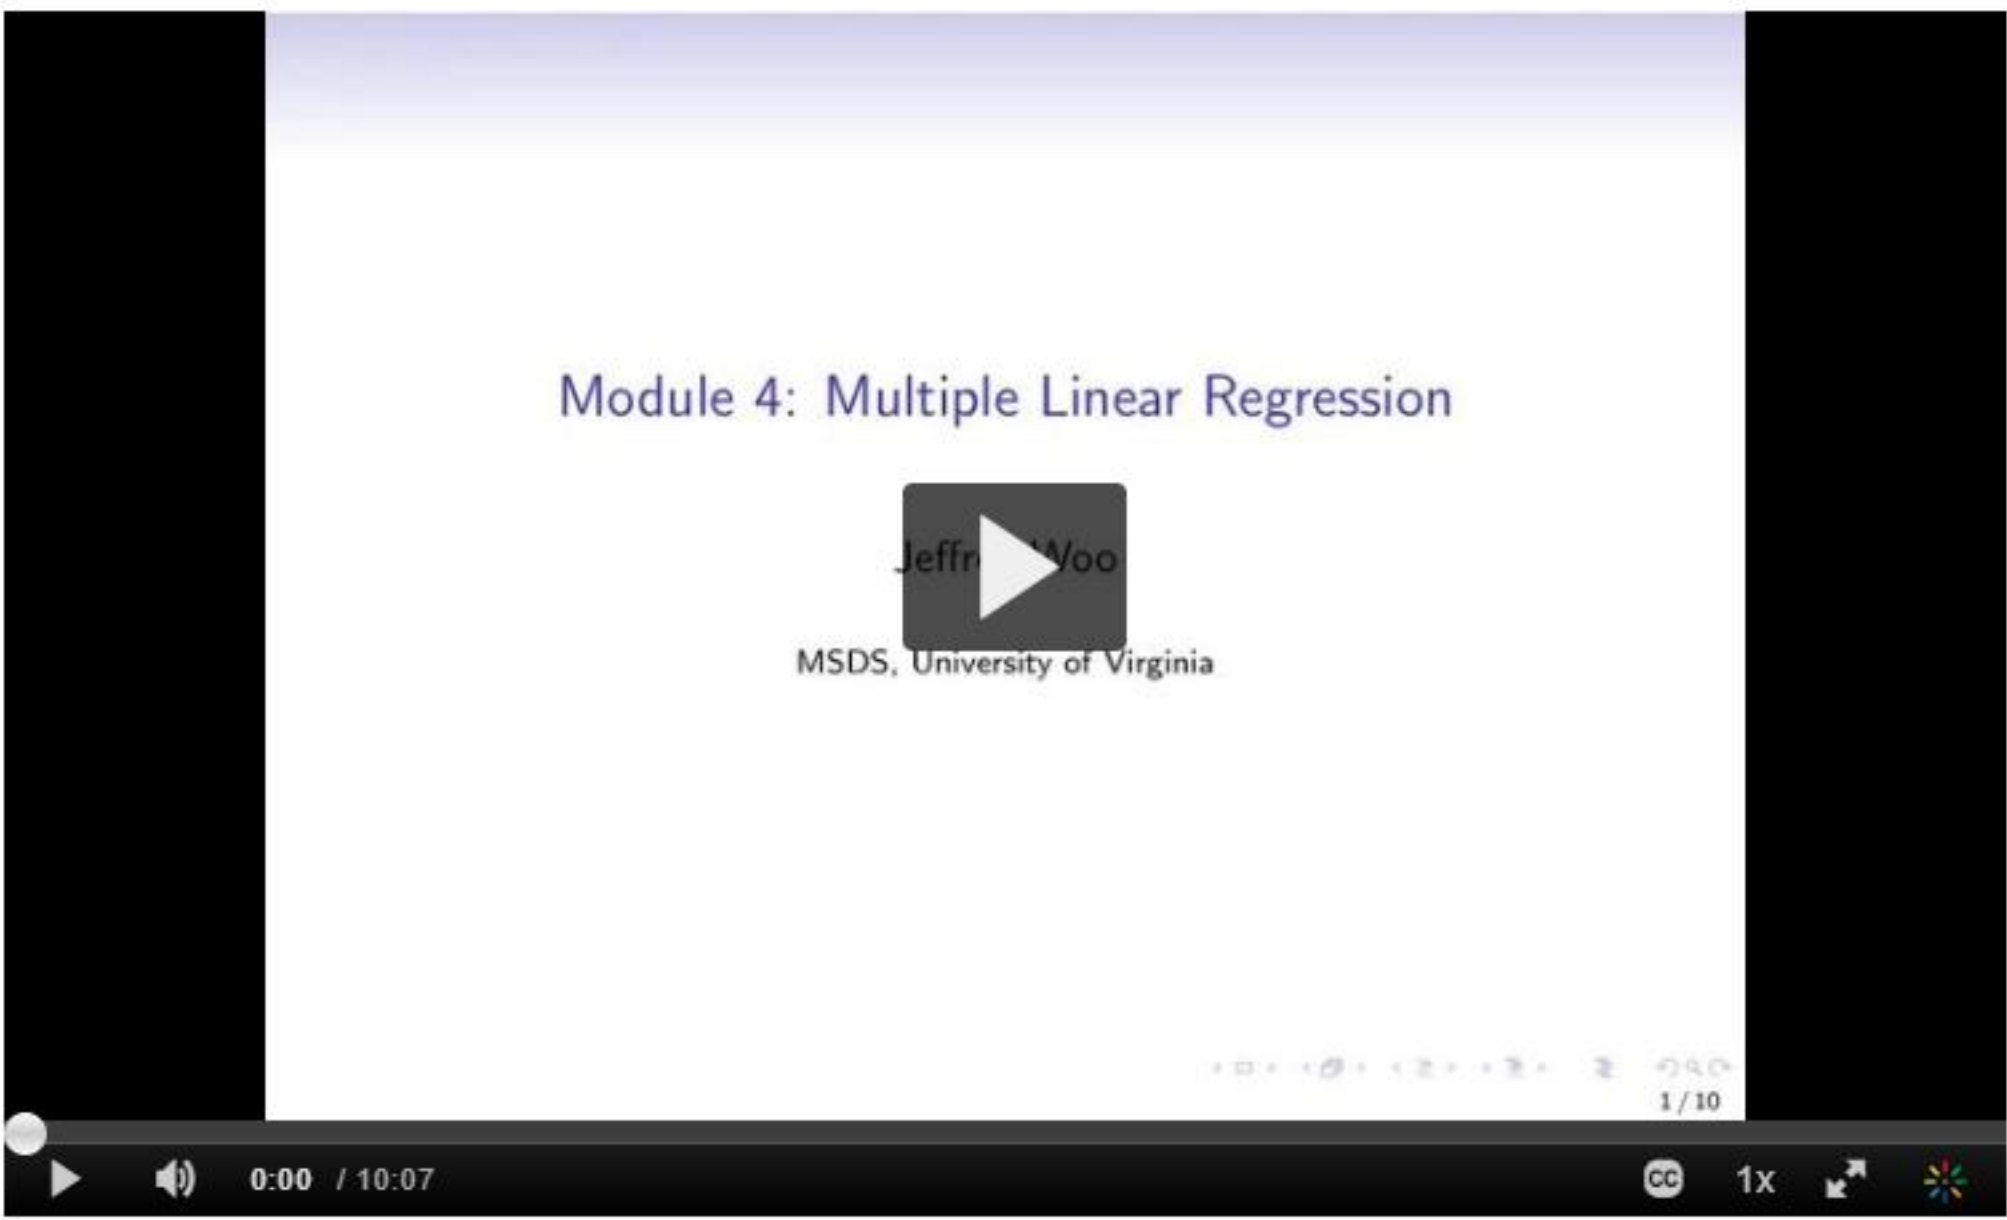 Module 4: Multiple Linear Regression
Woo
MSDS, University of Virginia
1 / 10
0:00 / 10:07
CC
1x